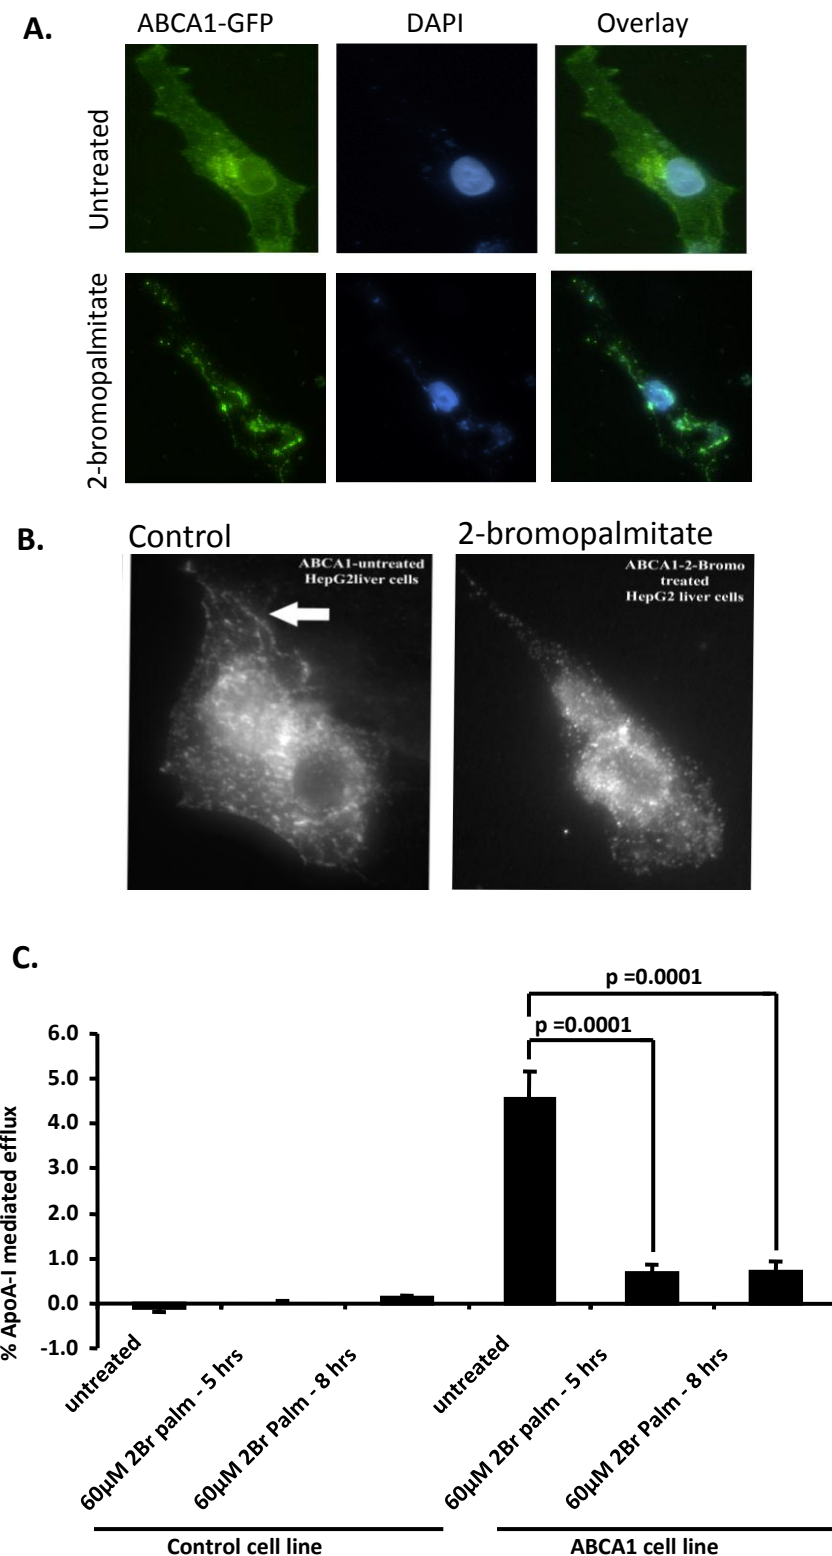 A.
ABCA1-GFP DAPI Overlay
Untreated
2-bromopalmitate
B.
Control 2-bromopalmitate
ABCA1-untreated
HepG2liver cells
ABCA1-2-Bromo
treated
HepG2 liver cells
C.
p =0.0001
p =0.0001
% ApoA-I mediated efflux
6.0
5.0
4.0
3.0
2.0
1.0
0.0
-1.0
untreated
60µM 2Br palm - 5 hrs
60µM 2Br Palm - 8 hrs
untreated
60µM 2Br palm - 5 hrs
60µM 2Br Palm - 8 hrs
Control cell line
ABCA1 cell line